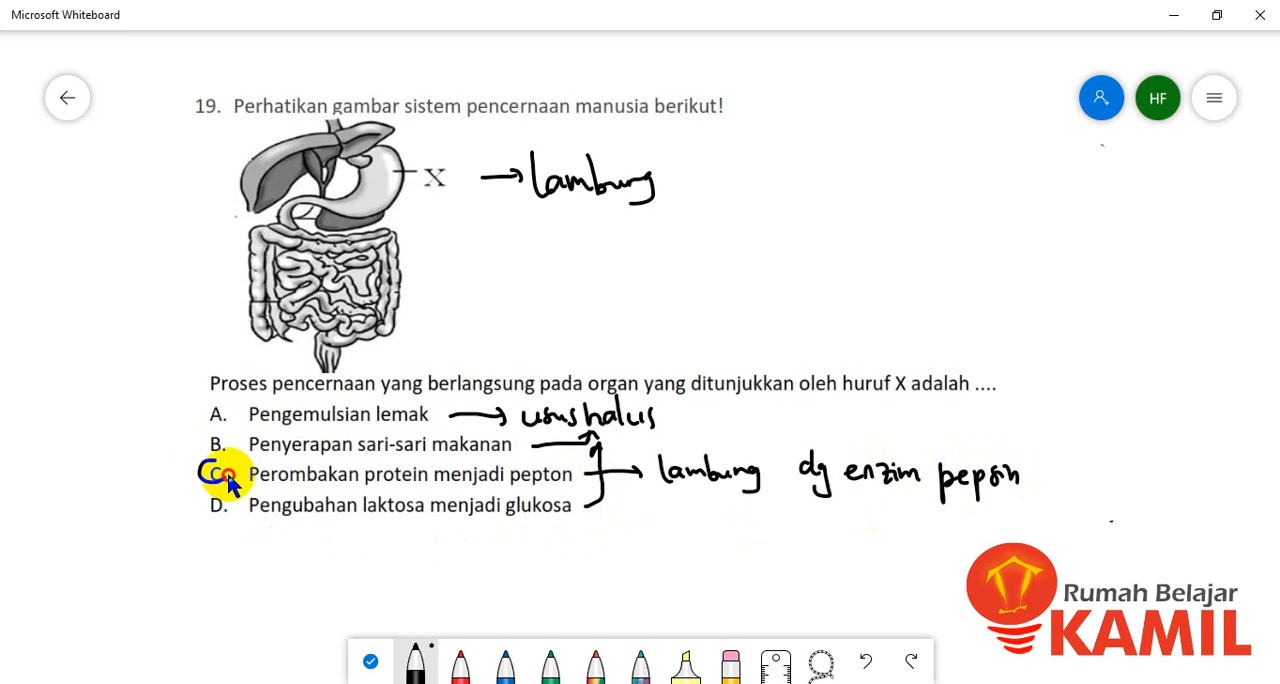 Microsoft Whiteboard
HF
19. Perhatikan gambar sistem pencernaan manusia berikut!
X → lambung
Proses pencernaan yang berlangsung pada organ yang ditunjukkan oleh huruf X adalah ....
A. Pengemulsian lemak → usus halus
B. Penyerapan sari-sari makanan
C. Perombakan protein menjadi pepton → lambung dg enzim pepsin
D. Pengubahan laktosa menjadi glukosa
Rumah Belajar
KAMIL